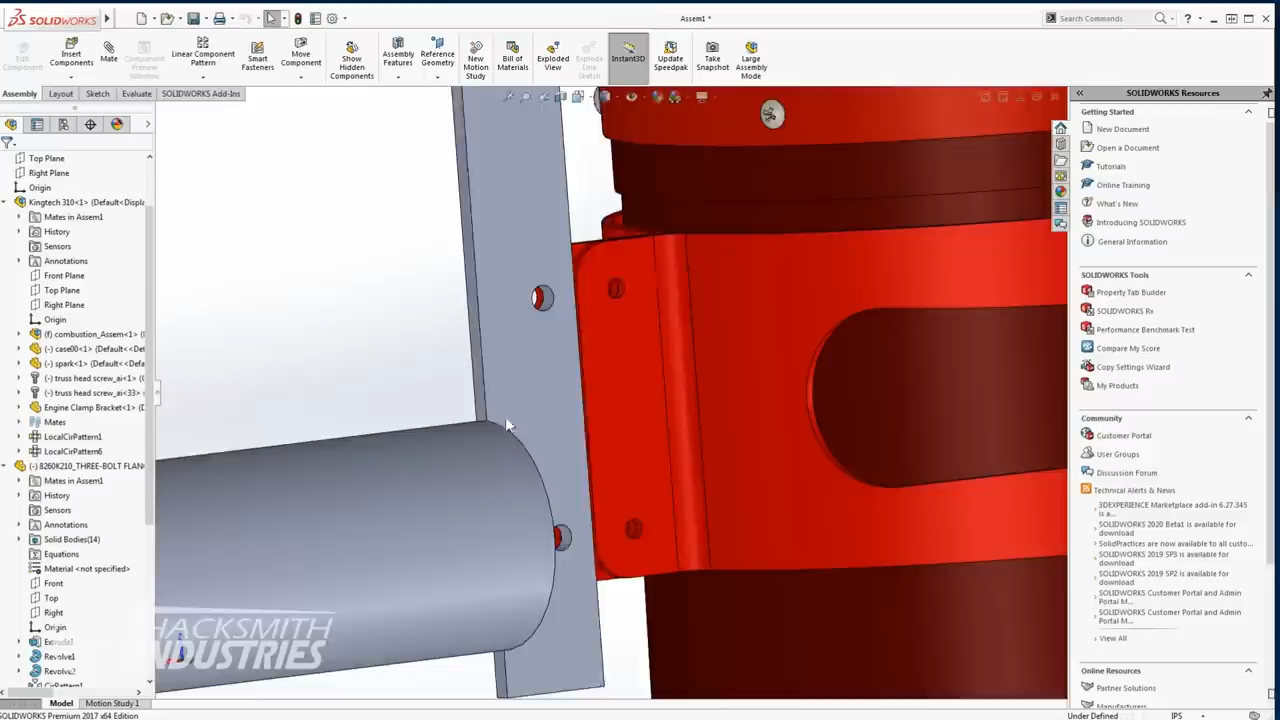 SOLIDWORKS
Assem1 *
Search Commands
Edit Component
Insert Components
Mate
Component Preview Window
Linear Component Pattern
Smart Fasteners
Move Component
Show Hidden Components
Assembly Features
Reference Geometry
New Motion Study
Bill of Materials
Exploded View
Explode Line Sketch
Instant3D
Update Speedpak
Take Snapshot
Large Assembly Mode
Assembly
Layout
Sketch
Evaluate
SOLIDWORKS Add-Ins
Top Plane
Right Plane
Origin
Kingtech 310<1> (Default<Displa
Mates in Assem1
History
Sensors
Annotations
Front Plane
Top Plane
Right Plane
Origin
(f) combustion_Assem<1> (
(-) case00<1> (Default<<Def
(-) spark<1> (Default<<Defa
(-) truss head screw_ai<1> (
(-) truss head screw_ai<33>
Engine Clamp Bracket<1> (D
Mates
LocalCirPattern1
LocalCirPattern6
(-) 8260K210_THREE-BOLT FLAN
Mates in Assem1
History
Sensors
Annotations
Solid Bodies(14)
Equations
Material <not specified>
Front
Top
Right
Origin
Extrude1
Revolve1
Revolve2
CirPattern1
HACKSMITH
INDUSTRIES
Model
Motion Study 1
SOLIDWORKS Premium 2017 x64 Edition
SOLIDWORKS Resources
Getting Started
New Document
Open a Document
Tutorials
Online Training
What's New
Introducing SOLIDWORKS
General Information
SOLIDWORKS Tools
Property Tab Builder
SOLIDWORKS Rx
Performance Benchmark Test
Compare My Score
Copy Settings Wizard
My Products
Community
Customer Portal
User Groups
Discussion Forum
Technical Alerts & News
3DEXPERIENCE Marketplace add-in 6.27.345
is a...
SOLIDWORKS 2020 Beta1 is available for
download
SolidPractices are now available to all custo...
SOLIDWORKS 2019 SP3 is available for
download
SOLIDWORKS 2019 SP2 is available for
download
SOLIDWORKS Customer Portal and Admin
Portal M...
SOLIDWORKS Customer Portal and Admin
Portal M...
View All
Online Resources
Partner Solutions
Manufacturers
Under Defined
IPS